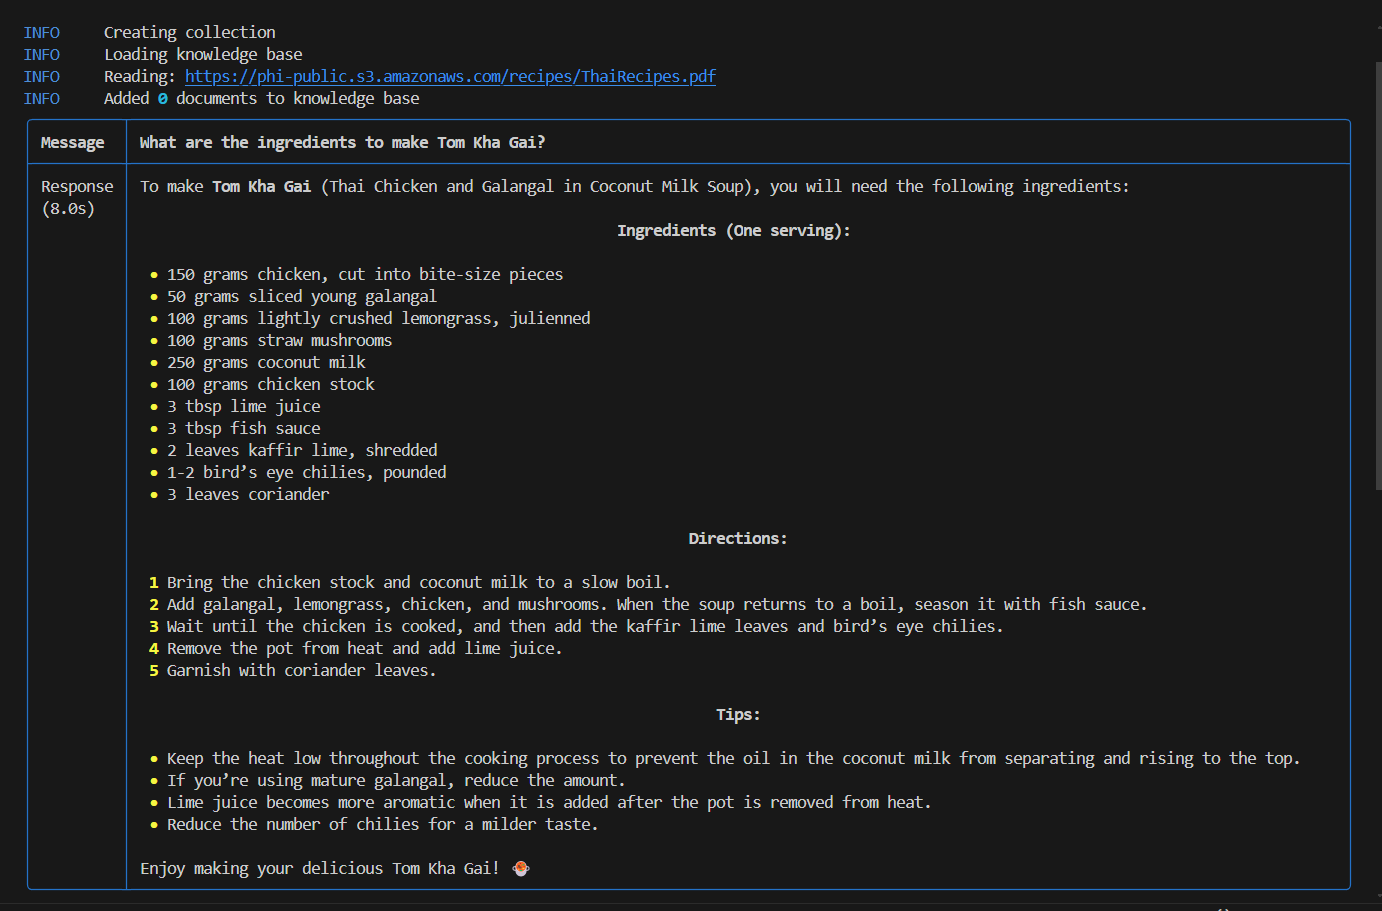 INFO Creating collection
INFO Loading knowledge base
INFO Reading: https://phi-public.s3.amazonaws.com/recipes/ThaiRecipes.pdf
INFO Added 0 documents to knowledge base
Message What are the ingredients to make Tom Kha Gai?
Response To make Tom Kha Gai (Thai Chicken and Galangal in Coconut Milk Soup), you will need the following ingredients:
(8.0s)
Ingredients (One serving):
• 150 grams chicken, cut into bite-size pieces
• 50 grams sliced young galangal
• 100 grams lightly crushed lemongrass, julienned
• 100 grams straw mushrooms
• 250 grams coconut milk
• 100 grams chicken stock
• 3 tbsp lime juice
• 3 tbsp fish sauce
• 2 leaves kaffir lime, shredded
• 1-2 bird’s eye chilies, pounded
• 3 leaves coriander
Directions:
1 Bring the chicken stock and coconut milk to a slow boil.
2 Add galangal, lemongrass, chicken, and mushrooms. When the soup returns to a boil, season it with fish sauce.
3 Wait until the chicken is cooked, and then add the kaffir lime leaves and bird’s eye chilies.
4 Remove the pot from heat and add lime juice.
5 Garnish with coriander leaves.
Tips:
• Keep the heat low throughout the cooking process to prevent the oil in the coconut milk from separating and rising to the top.
• If you’re using mature galangal, reduce the amount.
• Lime juice becomes more aromatic when it is added after the pot is removed from heat.
• Reduce the number of chilies for a milder taste.
Enjoy making your delicious Tom Kha Gai!